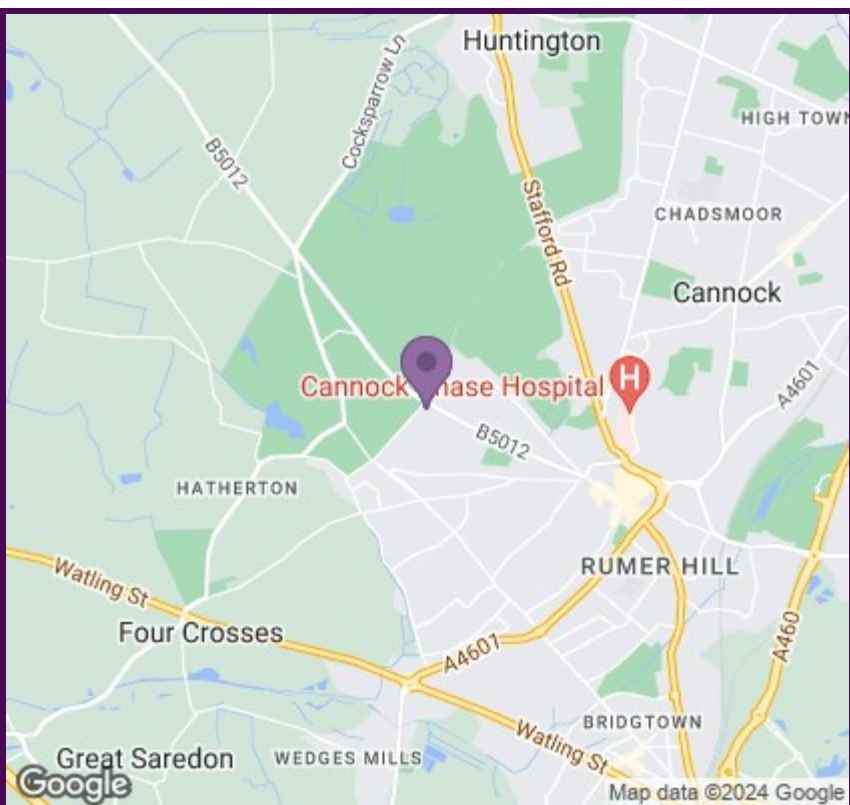 Huntington
Cocksparrow Ln
HIGH TOWN
B5012
Stafford Rd
CHADSMOOR
Cannock
Cannock Chase Hospital
H
A4601
B5012
HATHERTON
Watling St
RUMER HILL
Four Crosses
A4601
A460
BRIDGTOWN
Watling St
Great Saredon
WEDGES MILLS
Google
Map data ©2024 Google